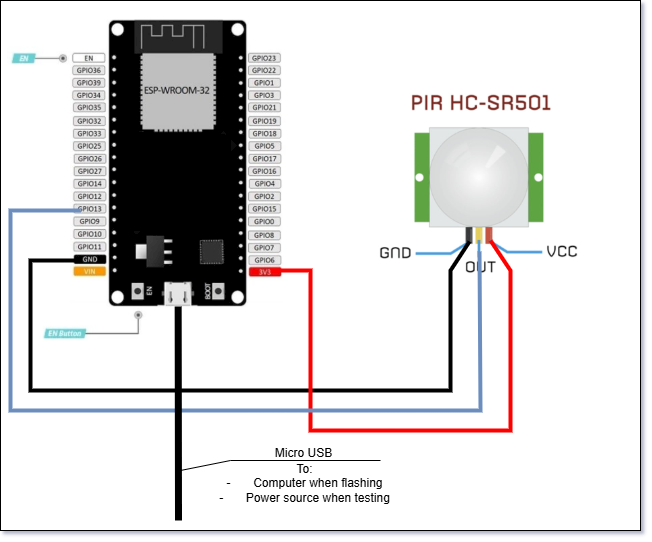 EN
EN
GPIO36
GPIO39
GPIO34
GPIO35
GPIO32
GPIO33
GPIO25
GPIO26
GPIO27
GPIO14
GPIO12
GPIO13
GPIO9
GPIO10
GPIO11
GND
VIN
ESP-WROOM-32
GPIO23
GPIO22
GPIO1
GPIO3
GPIO21
GPIO19
GPIO18
GPIO5
GPIO17
GPIO16
GPIO4
GPIO2
GPIO15
GPIO0
GPIO8
GPIO7
GPIO6
3V3
EN
BOOT
EN Button
PIR HC-SR501
GND
OUT
VCC
Micro USB
To:
- Computer when flashing
- Power source when testing